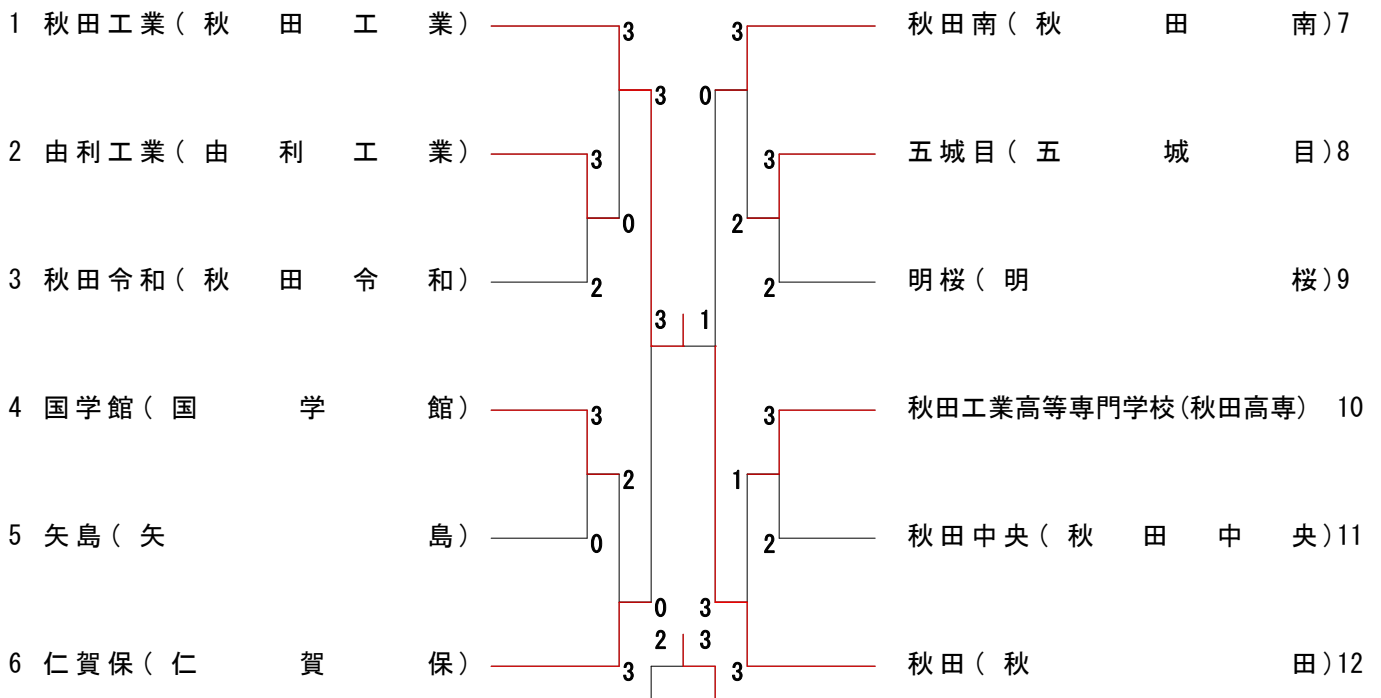 1 秋田工業(秋田工業) 3 3 秋田南(秋田南)7
3 0
2 由利工業(由利工業) 3 3 五城目(五城目)8
0 2
3 秋田令和(秋田令和) 2 2 明桜(明桜)9
3 1
4 国学館(国学館) 3 3 秋田工業高等専門学校(秋田高専) 10
2 1
5 矢島(矢島) 0 2 秋田中央(秋田中央)11
0 3
2 3
6 仁賀保(仁賀保) 3 3 秋田(秋田)12